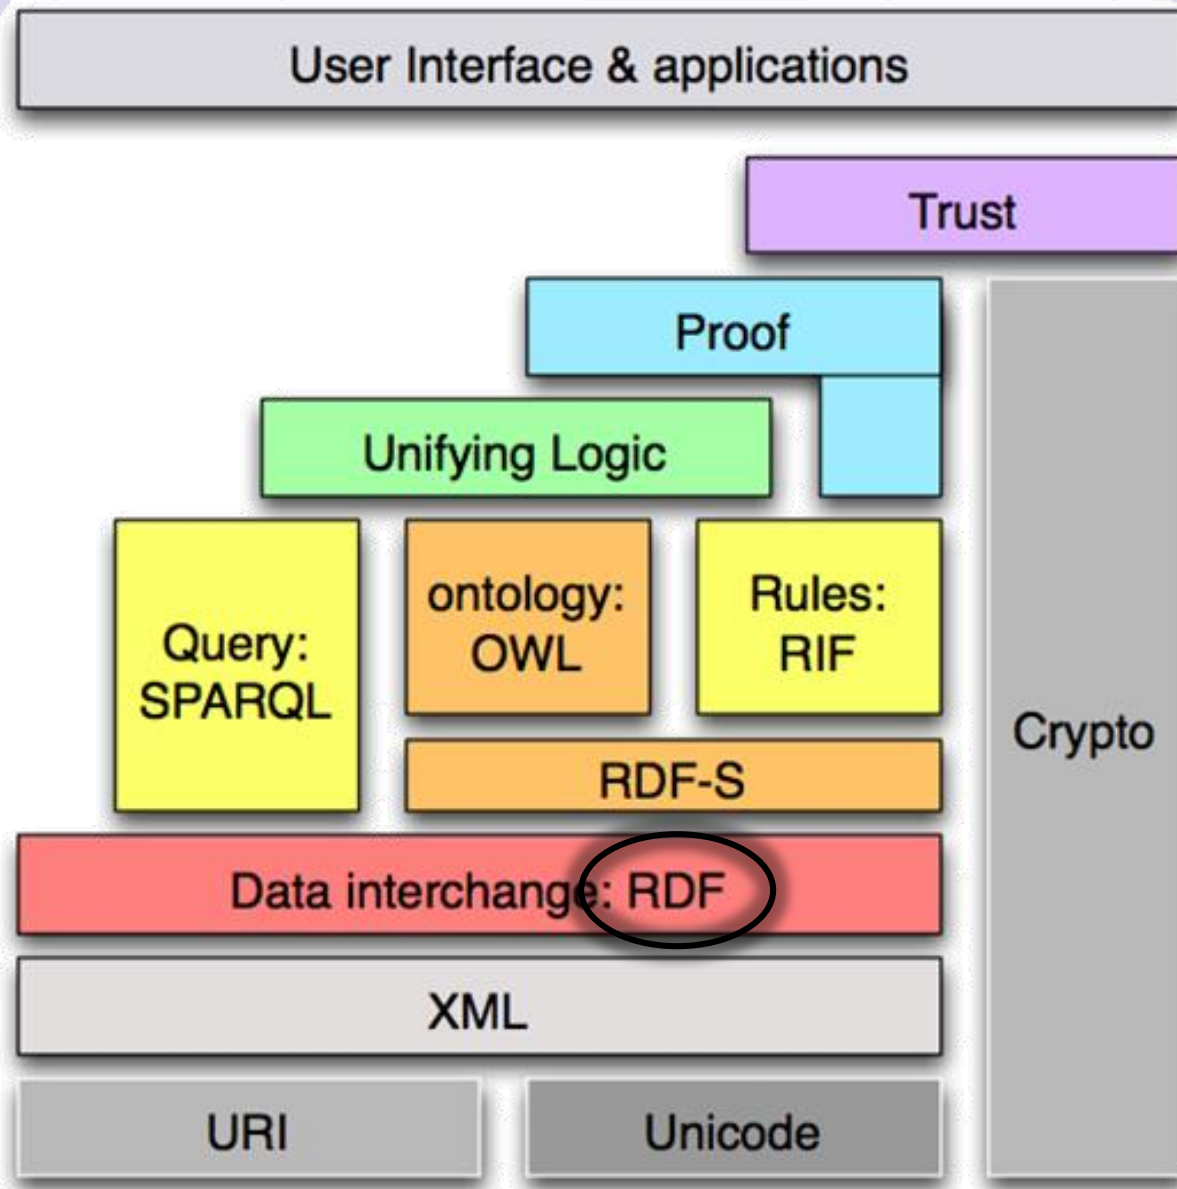 User Interface & applications
Trust
Proof
Unifying Logic
Query:
SPARQL
ontology:
OWL
Rules:
RIF
Crypto
RDF-S
Data interchange: RDF
XML
URI
Unicode